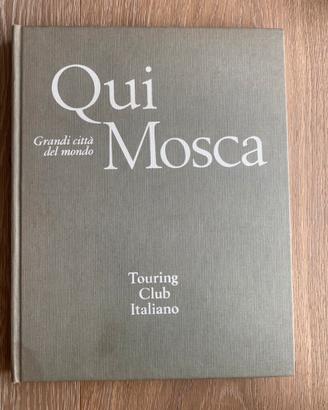 Qui
Grandi città
del mondo
Mosca
Touring
Club
Italiano